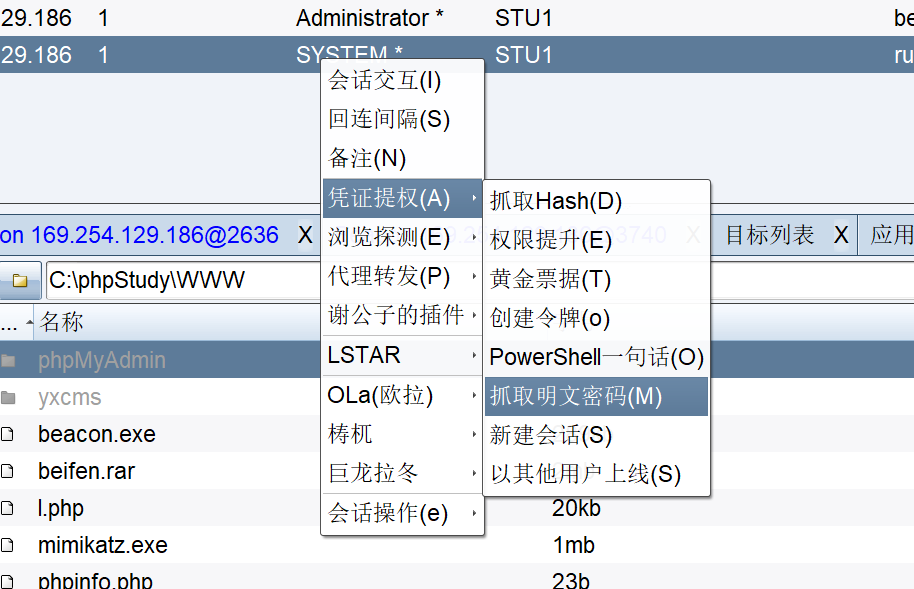 29.186 1 Administrator * STU1 be
29.186 1 SYSTEM * STU1 ru
会话交互(I)
回连间隔(S)
备注(N)
凭证提权(A)
浏览探测(E)
代理转发(P)
谢公子的插件
LSTAR
OLa(欧拉)
梼杌
巨龙拉冬
会话操作(e)
抓取Hash(D)
权限提升(E)
黄金票据(T)
创建令牌(o)
PowerShell一句话(O)
抓取明文密码(M)
新建会话(S)
以其他用户上线(S)
on 169.254.129.186@2636 X 3740 X 目标列表 X 应用
C:\phpStudy\WWW
... 名称
phpMyAdmin
yxcms
beacon.exe
beifen.rar
l.php 20kb
mimikatz.exe 1mb
phpinfo.php 23b